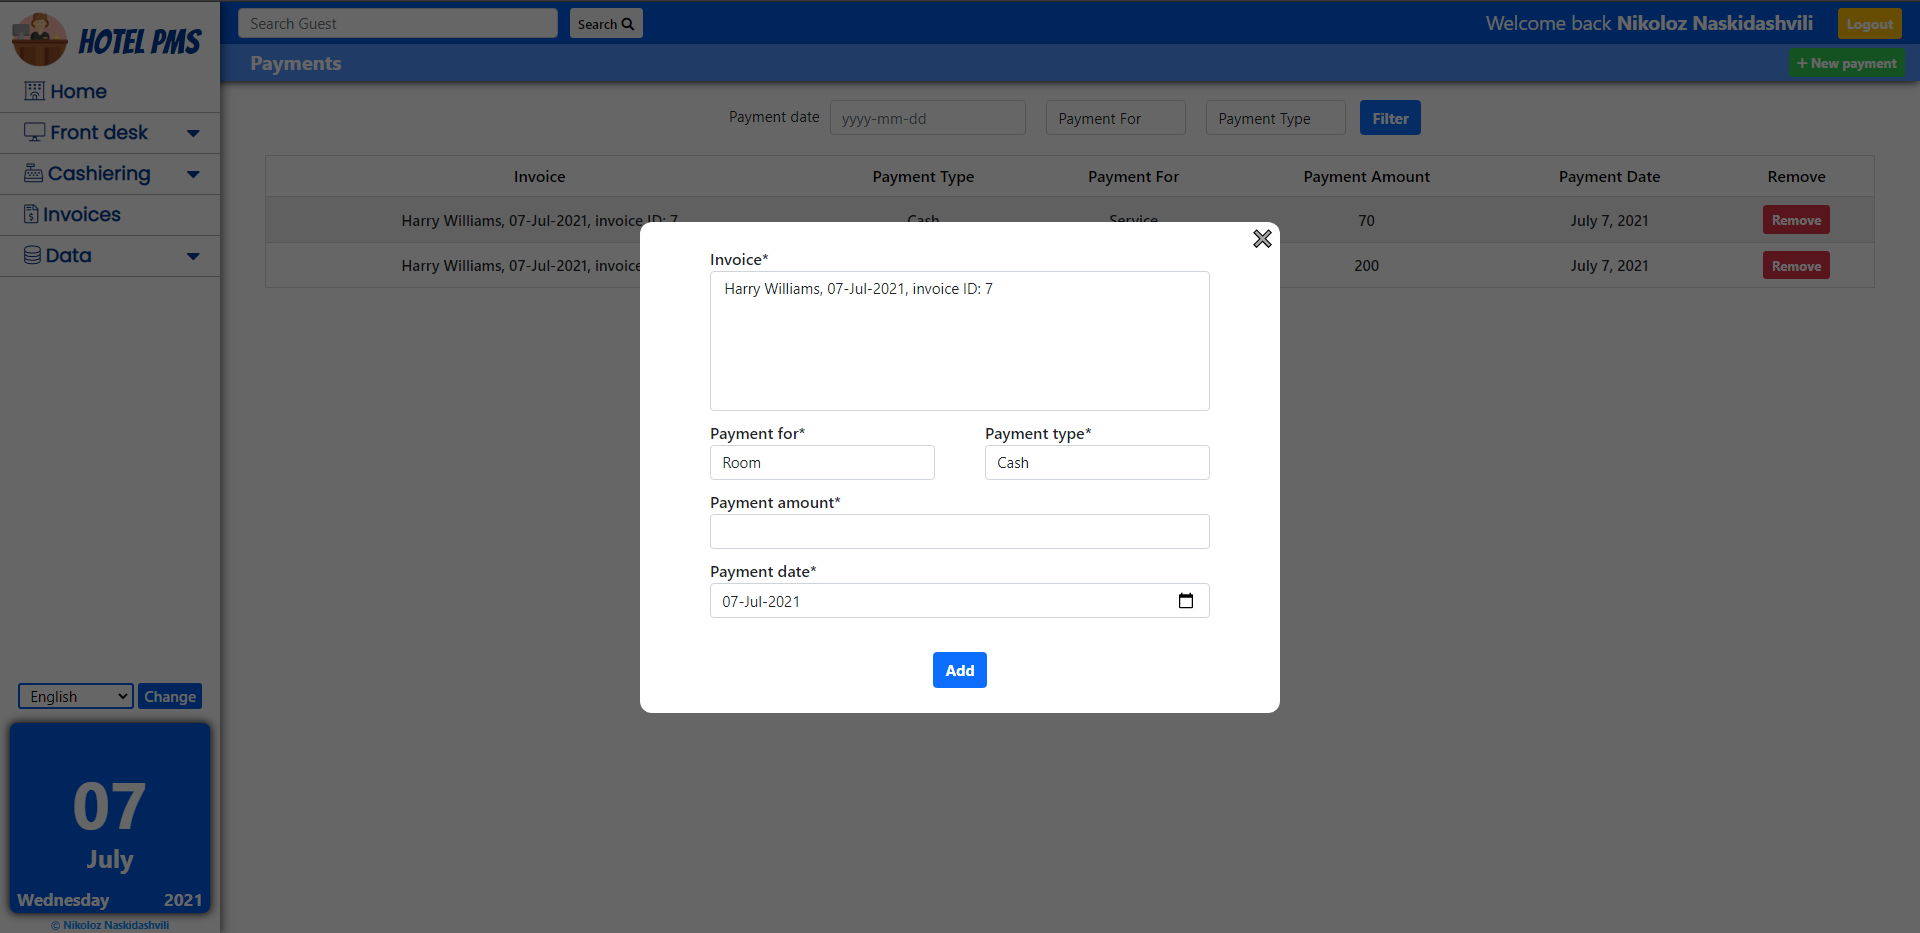 HOTEL PMS
Search Guest
Search
Welcome back Nikoloz Naskidashvili
Logout
Payments
+ New payment
Home
Front desk
Cashiering
Invoices
Data
Payment date
yyyy-mm-dd
Payment For
Payment Type
Filter
Invoice Payment Type Payment For Payment Amount Payment Date Remove
Harry Williams, 07-Jul-2021, invoice ID: 7 Cash Service 70 July 7, 2021 Remove
Harry Williams, 07-Jul-2021, invoice 200 July 7, 2021 Remove
Invoice*
Harry Williams, 07-Jul-2021, invoice ID: 7
Payment for* Payment type*
Room Cash
Payment amount*
Payment date*
07-Jul-2021
Add
English Change
07
July
Wednesday 2021
© Nikoloz Naskidashvili